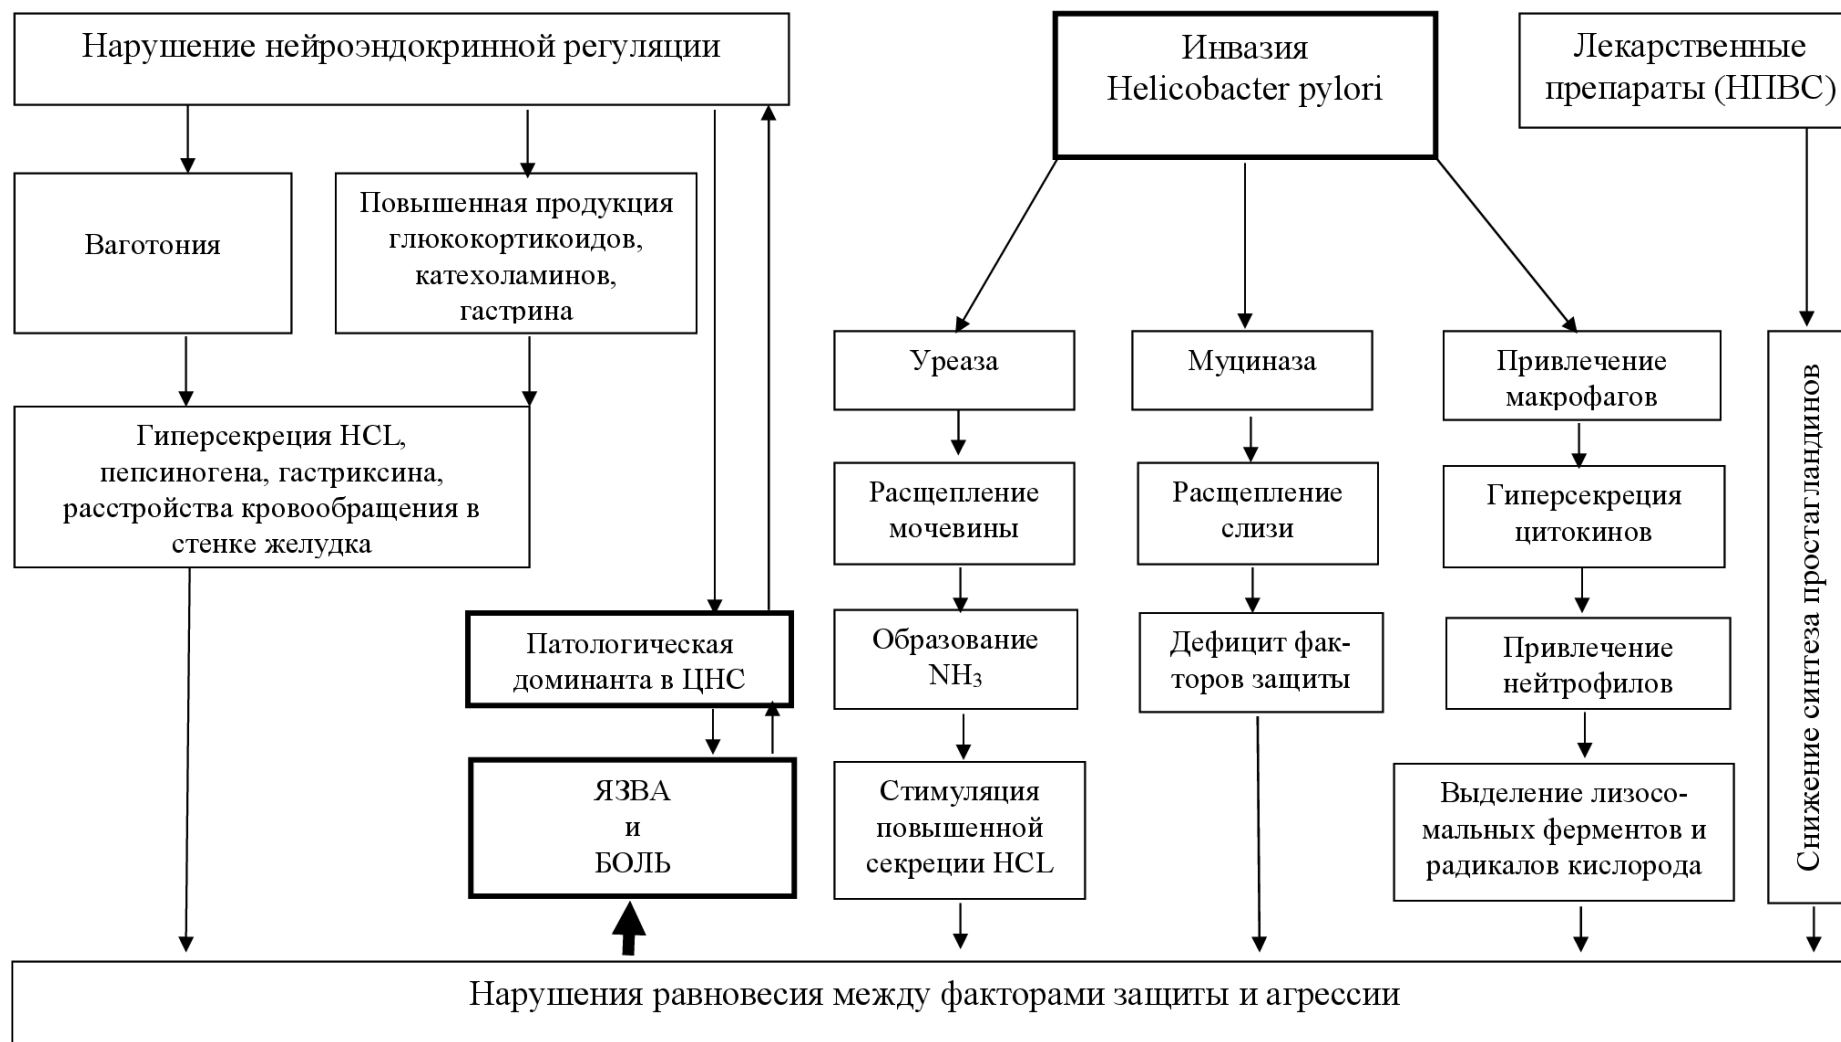 Нарушение нейроэндокринной регуляции
Инвазия
Helicobacter pylori
Лекарственные
препараты (НПВС)
Ваготония
Повышенная продукция
глюкокортикоидов,
катехоламинов,
гастрина
Гиперсекреция HCL,
пепсиногена, гастриксина,
расстройства кровообращения в
стенке желудка
Патологическая
доминанта в ЦНС
ЯЗВА
и
БОЛЬ
Уреаза
Расщепление
мочевины
Образование
NH₃
Стимуляция
повышенной
секреции HCL
Муциназа
Расщепление
слизи
Дефицит фак-
торов защиты
Привлечение
макрофагов
Гиперсекреция
цитокинов
Привлечение
нейтрофилов
Выделение лизосо-
мальных ферментов и
радикалов кислорода
Снижение синтеза простагландинов
Нарушения равновесия между факторами защиты и агрессии